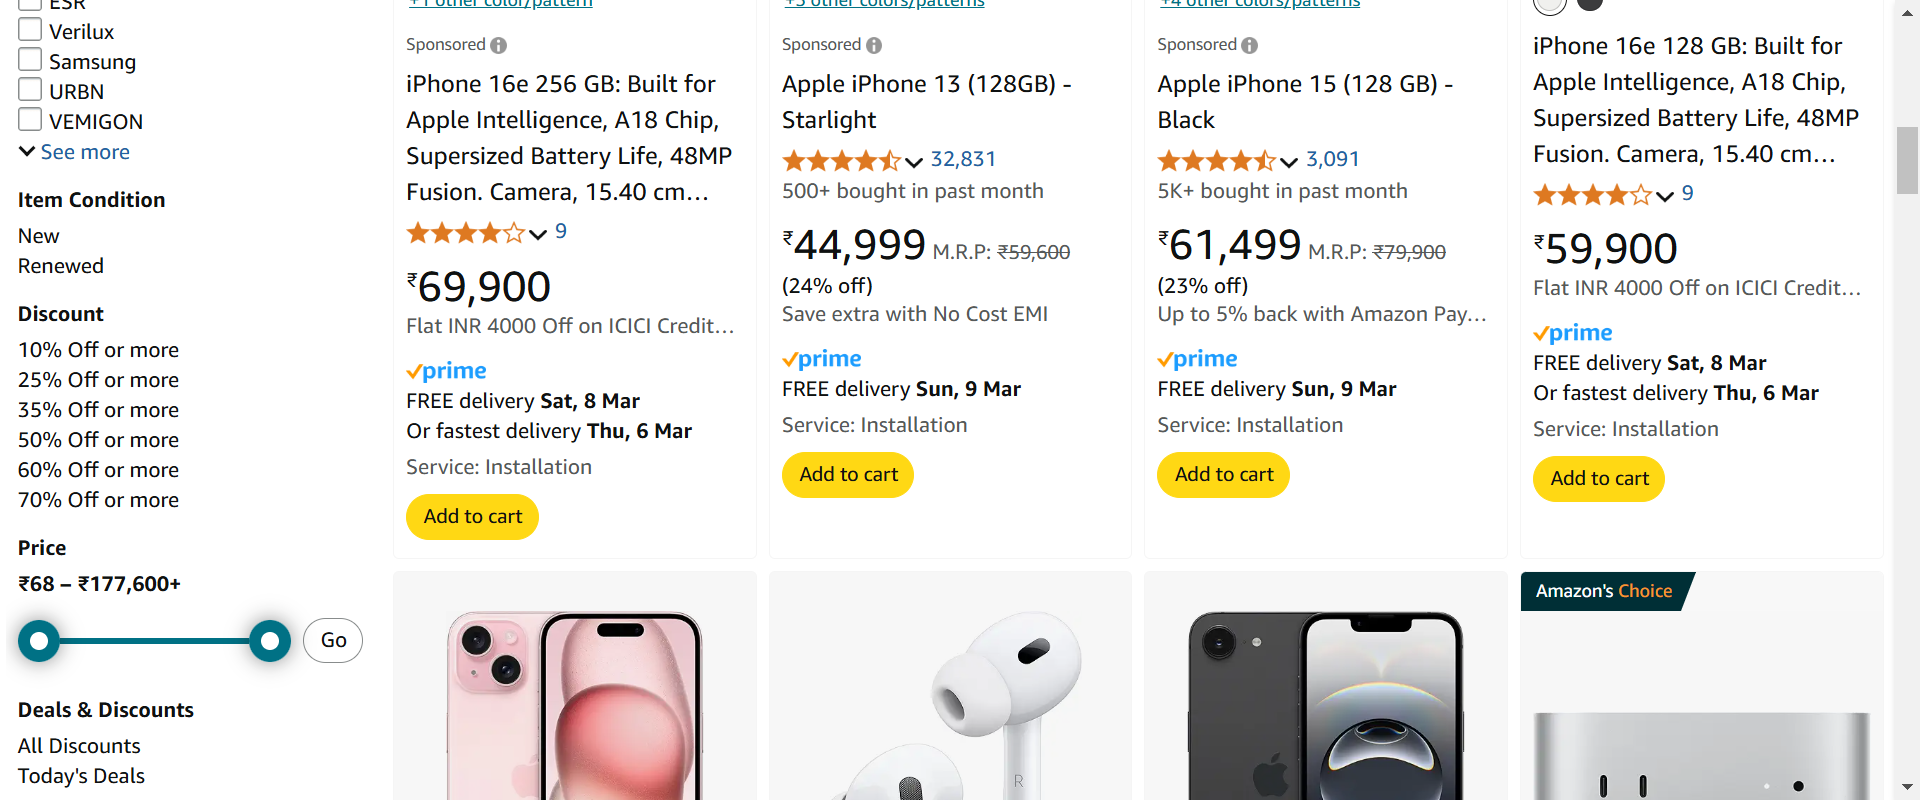 ESR
Verilux
Samsung
URBN
VEMIGON
See more
Item Condition
New
Renewed
Discount
10% Off or more
25% Off or more
35% Off or more
50% Off or more
60% Off or more
70% Off or more
Price
₹68 – ₹177,600+
Go
Deals & Discounts
All Discounts
Today's Deals
+1 other color/pattern
Sponsored
iPhone 16e 256 GB: Built for
Apple Intelligence, A18 Chip,
Supersized Battery Life, 48MP
Fusion. Camera, 15.40 cm…
9
₹69,900
Flat INR 4000 Off on ICICI Credit…
prime
FREE delivery Sat, 8 Mar
Or fastest delivery Thu, 6 Mar
Service: Installation
Add to cart
+3 other colors/patterns
Sponsored
Apple iPhone 13 (128GB) -
Starlight
32,831
500+ bought in past month
₹44,999 M.R.P: ₹59,600
(24% off)
Save extra with No Cost EMI
prime
FREE delivery Sun, 9 Mar
Service: Installation
Add to cart
+4 other colors/patterns
Sponsored
Apple iPhone 15 (128 GB) -
Black
3,091
5K+ bought in past month
₹61,499 M.R.P: ₹79,900
(23% off)
Up to 5% back with Amazon Pay…
prime
FREE delivery Sun, 9 Mar
Service: Installation
Add to cart
iPhone 16e 128 GB: Built for
Apple Intelligence, A18 Chip,
Supersized Battery Life, 48MP
Fusion. Camera, 15.40 cm…
9
₹59,900
Flat INR 4000 Off on ICICI Credit…
prime
FREE delivery Sat, 8 Mar
Or fastest delivery Thu, 6 Mar
Service: Installation
Add to cart
R
Amazon's Choice